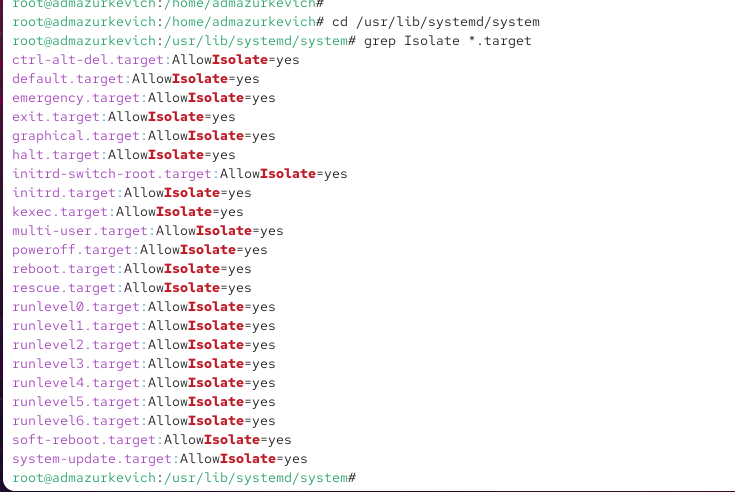 root@admazurkevich:/home/admazurkevich#
root@admazurkevich:/home/admazurkevich# cd /usr/lib/systemd/system
root@admazurkevich:/usr/lib/systemd/system# grep Isolate *.target
ctrl-alt-del.target:AllowIsolate=yes
default.target:AllowIsolate=yes
emergency.target:AllowIsolate=yes
exit.target:AllowIsolate=yes
graphical.target:AllowIsolate=yes
halt.target:AllowIsolate=yes
initrd-switch-root.target:AllowIsolate=yes
initrd.target:AllowIsolate=yes
kexec.target:AllowIsolate=yes
multi-user.target:AllowIsolate=yes
poweroff.target:AllowIsolate=yes
reboot.target:AllowIsolate=yes
rescue.target:AllowIsolate=yes
runlevel0.target:AllowIsolate=yes
runlevel1.target:AllowIsolate=yes
runlevel2.target:AllowIsolate=yes
runlevel3.target:AllowIsolate=yes
runlevel4.target:AllowIsolate=yes
runlevel5.target:AllowIsolate=yes
runlevel6.target:AllowIsolate=yes
soft-reboot.target:AllowIsolate=yes
system-update.target:AllowIsolate=yes
root@admazurkevich:/usr/lib/systemd/system#